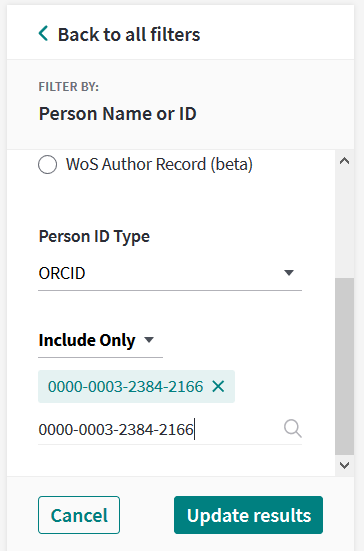 Back to all filters
FILTER BY:
Person Name or ID
WoS Author Record (beta)
Person ID Type
ORCID
Include Only
0000-0003-2384-2166
0000-0003-2384-2166
Cancel
Update results